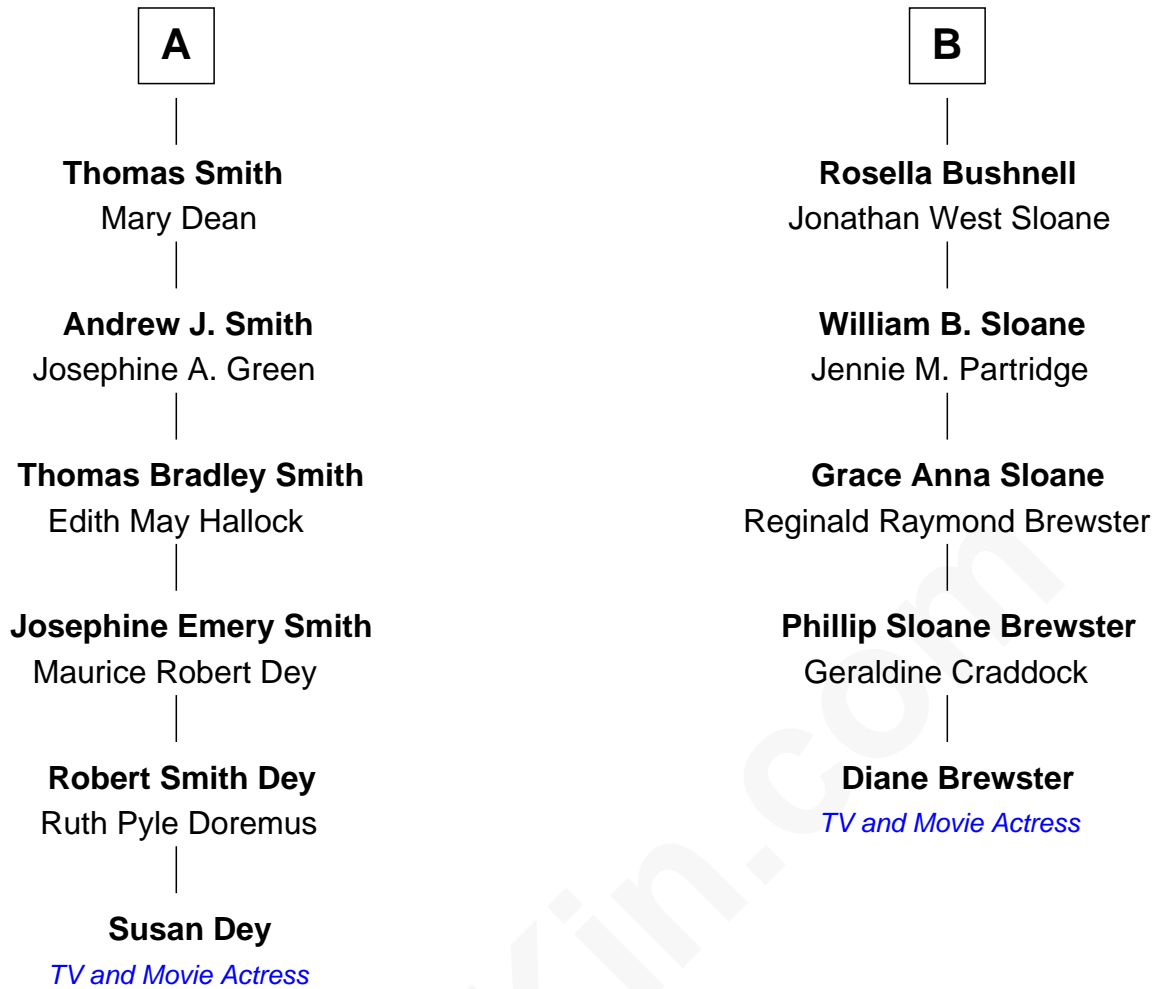 A
Thomas Smith
Mary Dean
Andrew J. Smith
Josephine A. Green
Thomas Bradley Smith
Edith May Hallock
Josephine Emery Smith
Maurice Robert Dey
Robert Smith Dey
Ruth Pyle Doremus
Susan Dey
TV and Movie Actress
B
Rosella Bushnell
Jonathan West Sloane
William B. Sloane
Jennie M. Partridge
Grace Anna Sloane
Reginald Raymond Brewster
Phillip Sloane Brewster
Geraldine Craddock
Diane Brewster
TV and Movie Actress
Kin.com